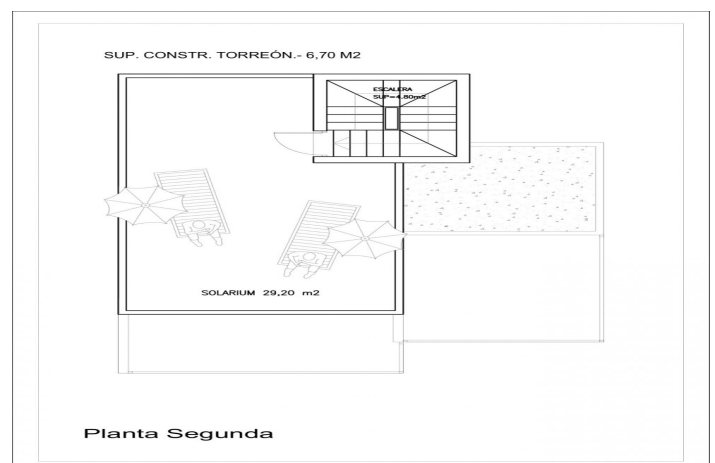 SUP. CONSTR. TORREÓN.- 6,70 M2
ESCALERA
SUP=4.80m2
SOLARIUM 29,20 m2
Planta Segunda